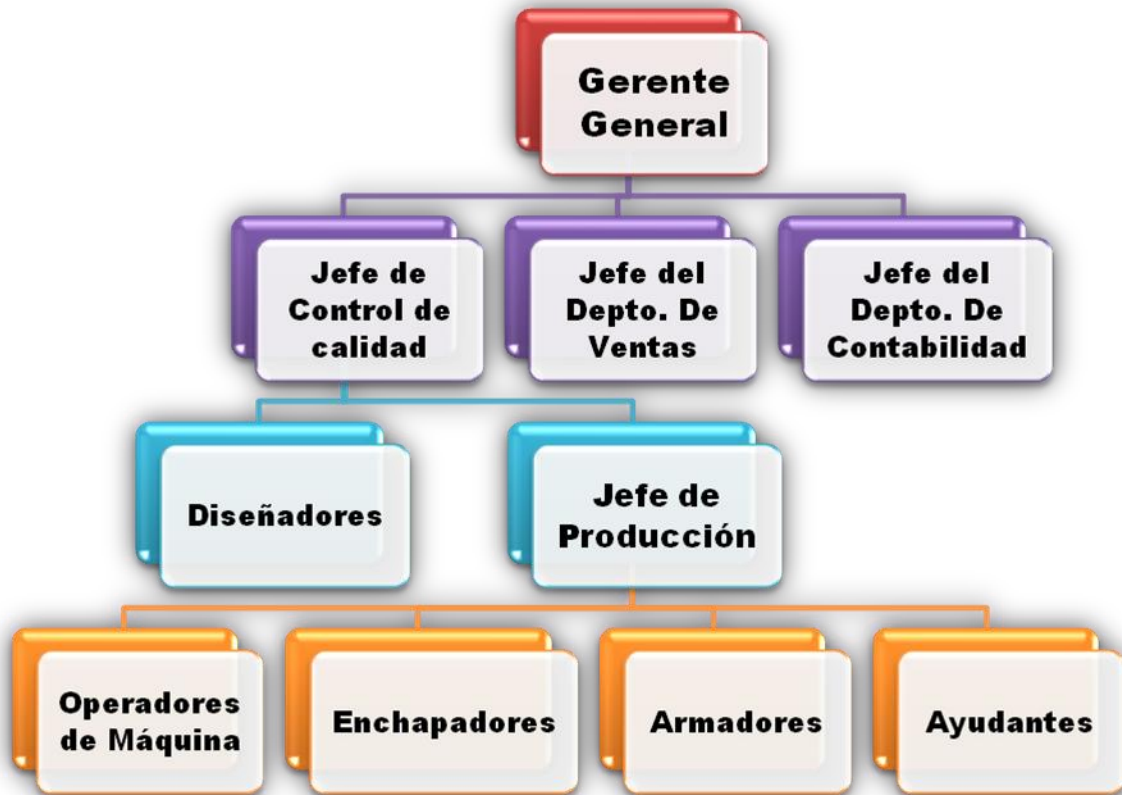 Gerente
General
Jefe de
Control de
calidad
Jefe del
Depto. De
Ventas
Jefe del
Depto. De
Contabilidad
Diseñadores
Jefe de
Producción
Operadores
de Máquina
Enchapadores
Armadores
Ayudantes